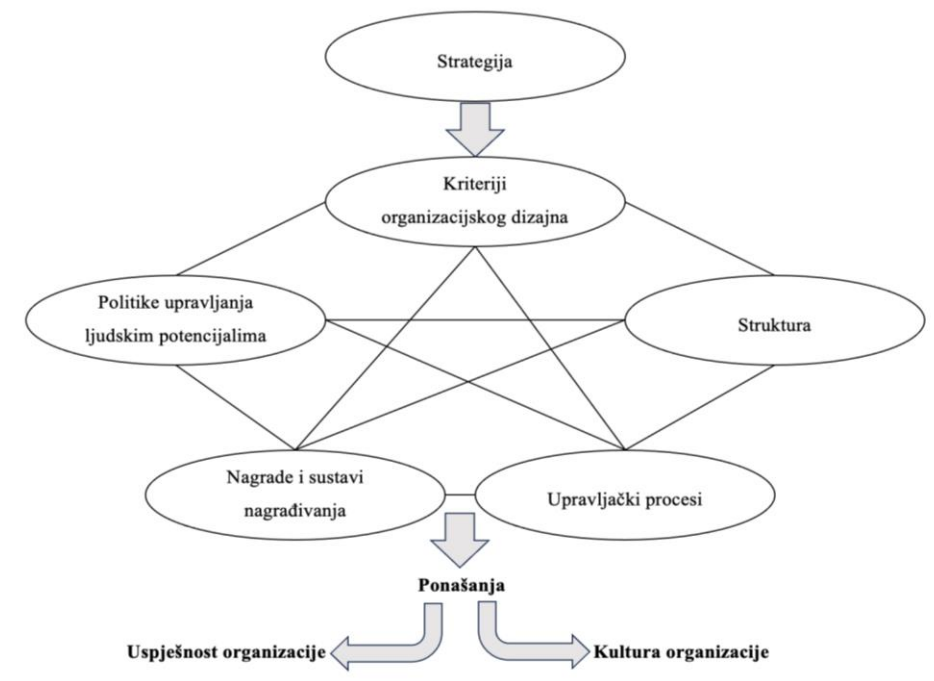 Strategija
Kriteriji
organizacijskog dizajna
Politike upravljanja
ljudskim potencijalima
Struktura
Nagrade i sustavi
nagrađivanja
Upravljački procesi
Ponašanja
Uspješnost organizacije
Kultura organizacije